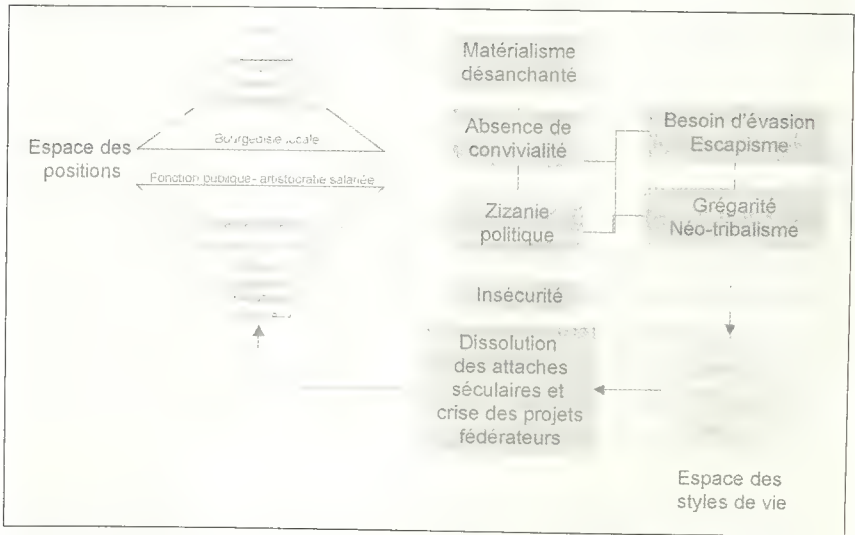 Espace des
positions
Bourgeoisie locale
Fonction publique - artistocratie salariée
Matérialisme
désanchanté
Absence de
convivialité
Zizanie
politique
Insécurité
Dissolution
des attaches
séculaires et
crise des projets
fédérateurs
Besoin d'évasion
Escapisme
Grégarité
Néo-tribalisme
Espace des
styles de vie